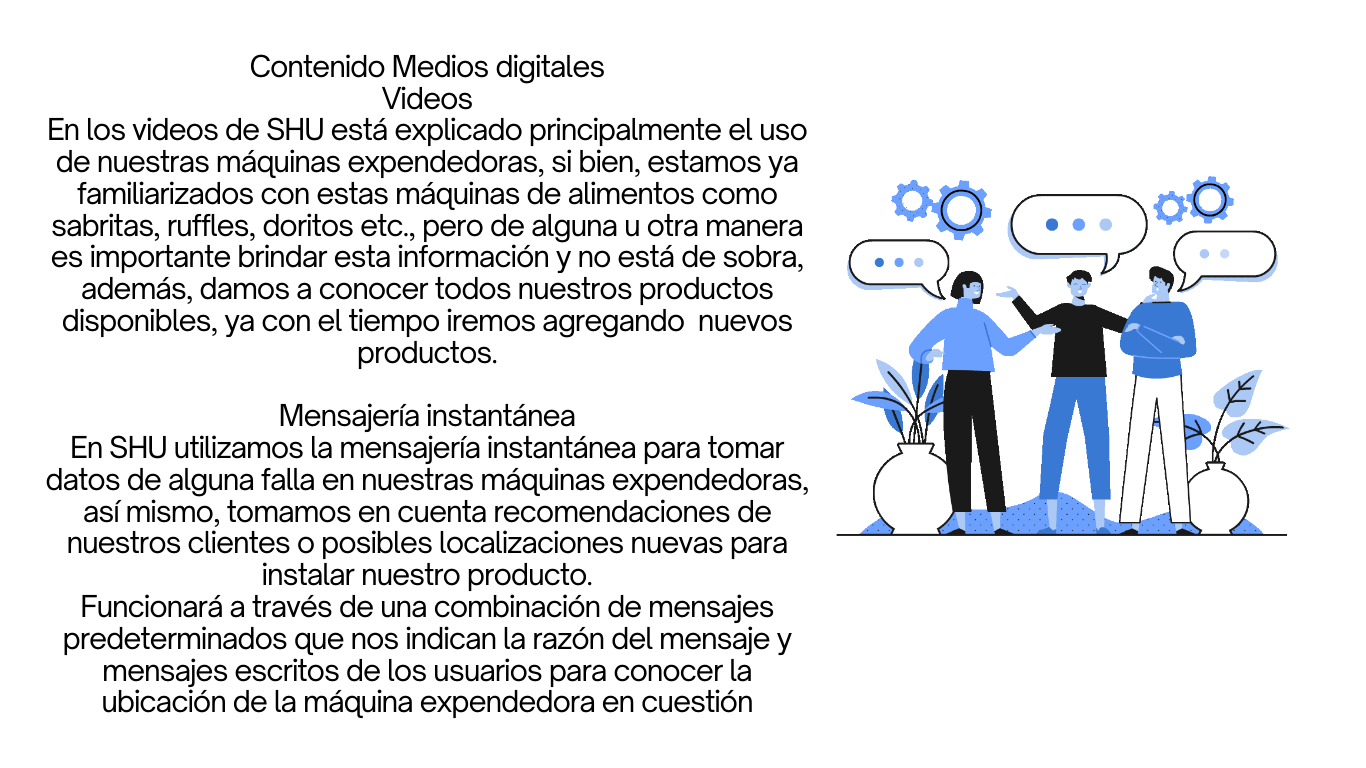 Contenido Medios digitales
Videos
En los videos de SHU está explicado principalmente el uso
de nuestras máquinas expendedoras, si bien, estamos ya
familiarizados con estas máquinas de alimentos como
sabritas, ruffles, doritos etc., pero de alguna u otra manera
es importante brindar esta información y no está de sobra,
además, damos a conocer todos nuestros productos
disponibles, ya con el tiempo iremos agregando  nuevos
productos.

Mensajería instantánea
En SHU utilizamos la mensajería instantánea para tomar
datos de alguna falla en nuestras máquinas expendedoras,
así mismo, tomamos en cuenta recomendaciones de
nuestros clientes o posibles localizaciones nuevas para
instalar nuestro producto.
Funcionará a través de una combinación de mensajes
predeterminados que nos indican la razón del mensaje y
mensajes escritos de los usuarios para conocer la
ubicación de la máquina expendedora en cuestión